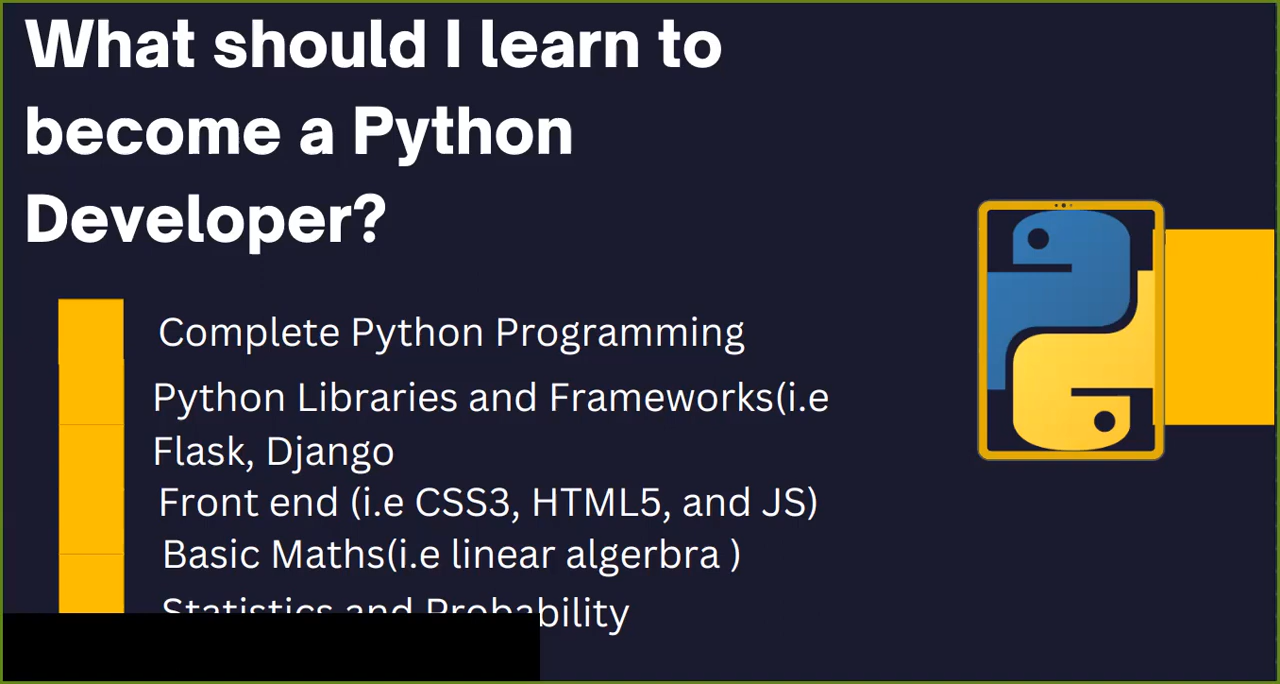 What should I learn to
become a Python
Developer?
Complete Python Programming
Python Libraries and Frameworks(i.e
Flask, Django
Front end (i.e CSS3, HTML5, and JS)
Basic Maths(i.e linear algerbra )
Statistics and Probability